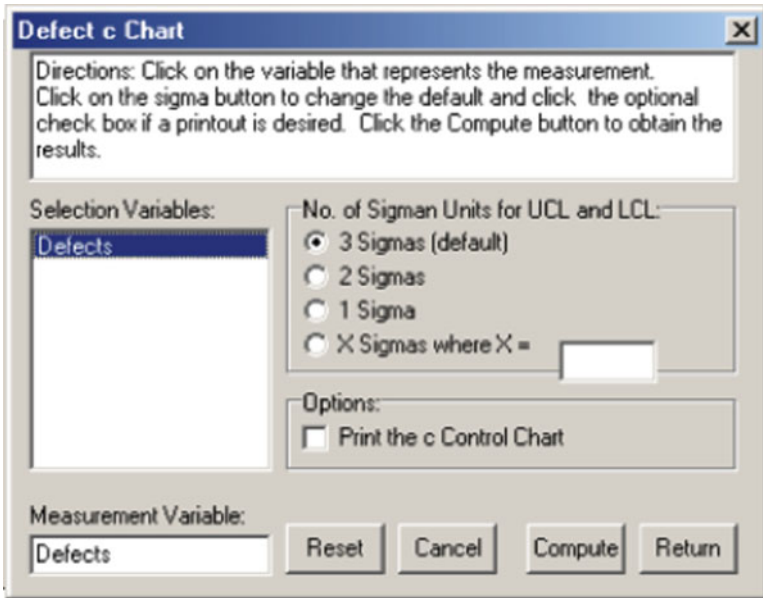 Defect c Chart
Directions: Click on the variable that represents the measurement.
Click on the sigma button to change the default and click the optional
check box if a printout is desired. Click the Compute button to obtain the
results.
Selection Variables:
Defects
No. of Sigman Units for UCL and LCL:
3 Sigmas (default)
2 Sigmas
1 Sigma
X Sigmas where X =
Options:
Print the c Control Chart
Measurement Variable:
Defects
Reset Cancel Compute Return